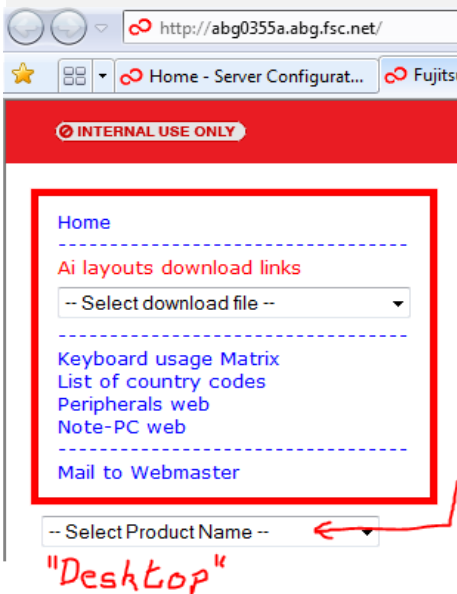 http://abg0355a.abg.fsc.net/
Home - Server Configurat...
Fujits
INTERNAL USE ONLY
Home
Ai layouts download links
-- Select download file --
Keyboard usage Matrix
List of country codes
Peripherals web
Note-PC web
Mail to Webmaster
-- Select Product Name --
"Desktop"